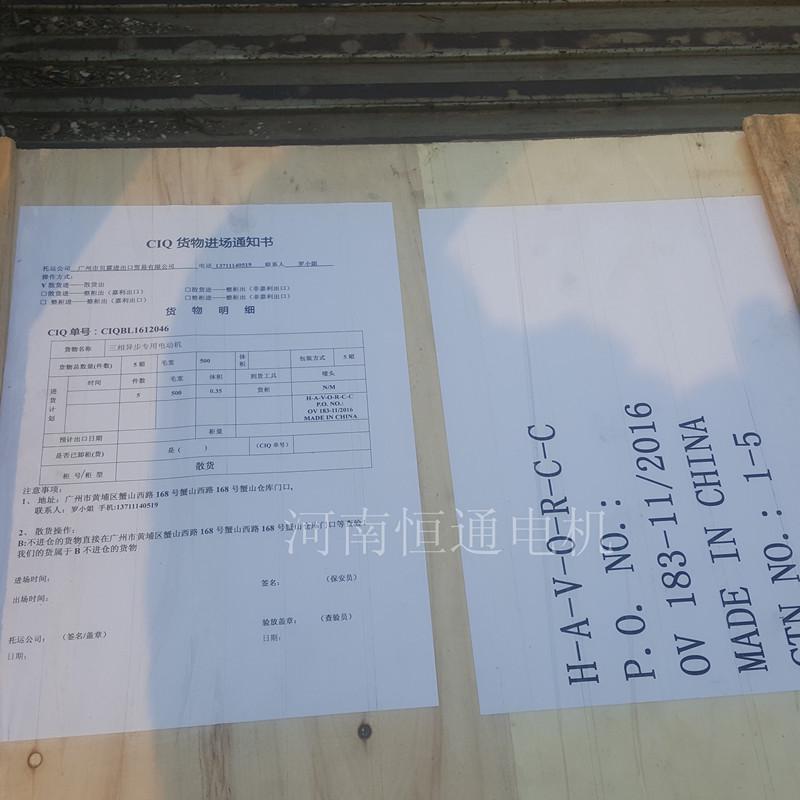 CIQ 货物进场通知书
托运公司 广州市贝霖进出口贸易有限公司 电话 13711140519 联系人 罗小姐
操作方式:
V 散货进——散货出
□散货进——整柜出（嘉利出口） □散货进——整柜出（非嘉利出口）
□ 整柜进——整柜出（嘉利出口） □整柜进——整柜出（非嘉利出口）
货 物 明 细
CIQ 单号：CIQBL1612046
货物名称 三相异步专用电动机
货物总数量(件数) 5 箱 毛重 500 体积 包装方式 5 箱
进货计划 时间 件数 毛重 体积 到货工具 唛头
5 500 0.35 货柜 N/M
H-A-V-O-R-C-C
P.O. NO.:
OV 183-11/2016
MADE IN CHINA
预计出口日期 柜量
是否已卸柜(货) 是（ ） (CIQ 单号)
柜 号/柜 型 散货
注意事项：
1、 地址：广州市黄埔区蟹山西路 168 号蟹山西路 168 号蟹山仓库门口。
联系人：罗小姐 手机:13711140519
2、 散货操作:
B:不进仓的货物直接在广州市黄埔区蟹山西路 168 号蟹山西路 168 号蟹山仓库门口等查验。
我们的货属于 B 不进仓的货物
进场时间： 签名： （保安员）
出场时间：
验放盖章： （查验员）
托运公司： （签名/盖章） 日期：
日期：
河南恒通电机
H-A-V-O-R-C-C
P.O. NO.:
OV 183-11/2016
MADE IN CHINA
CTN NO.: 1-5